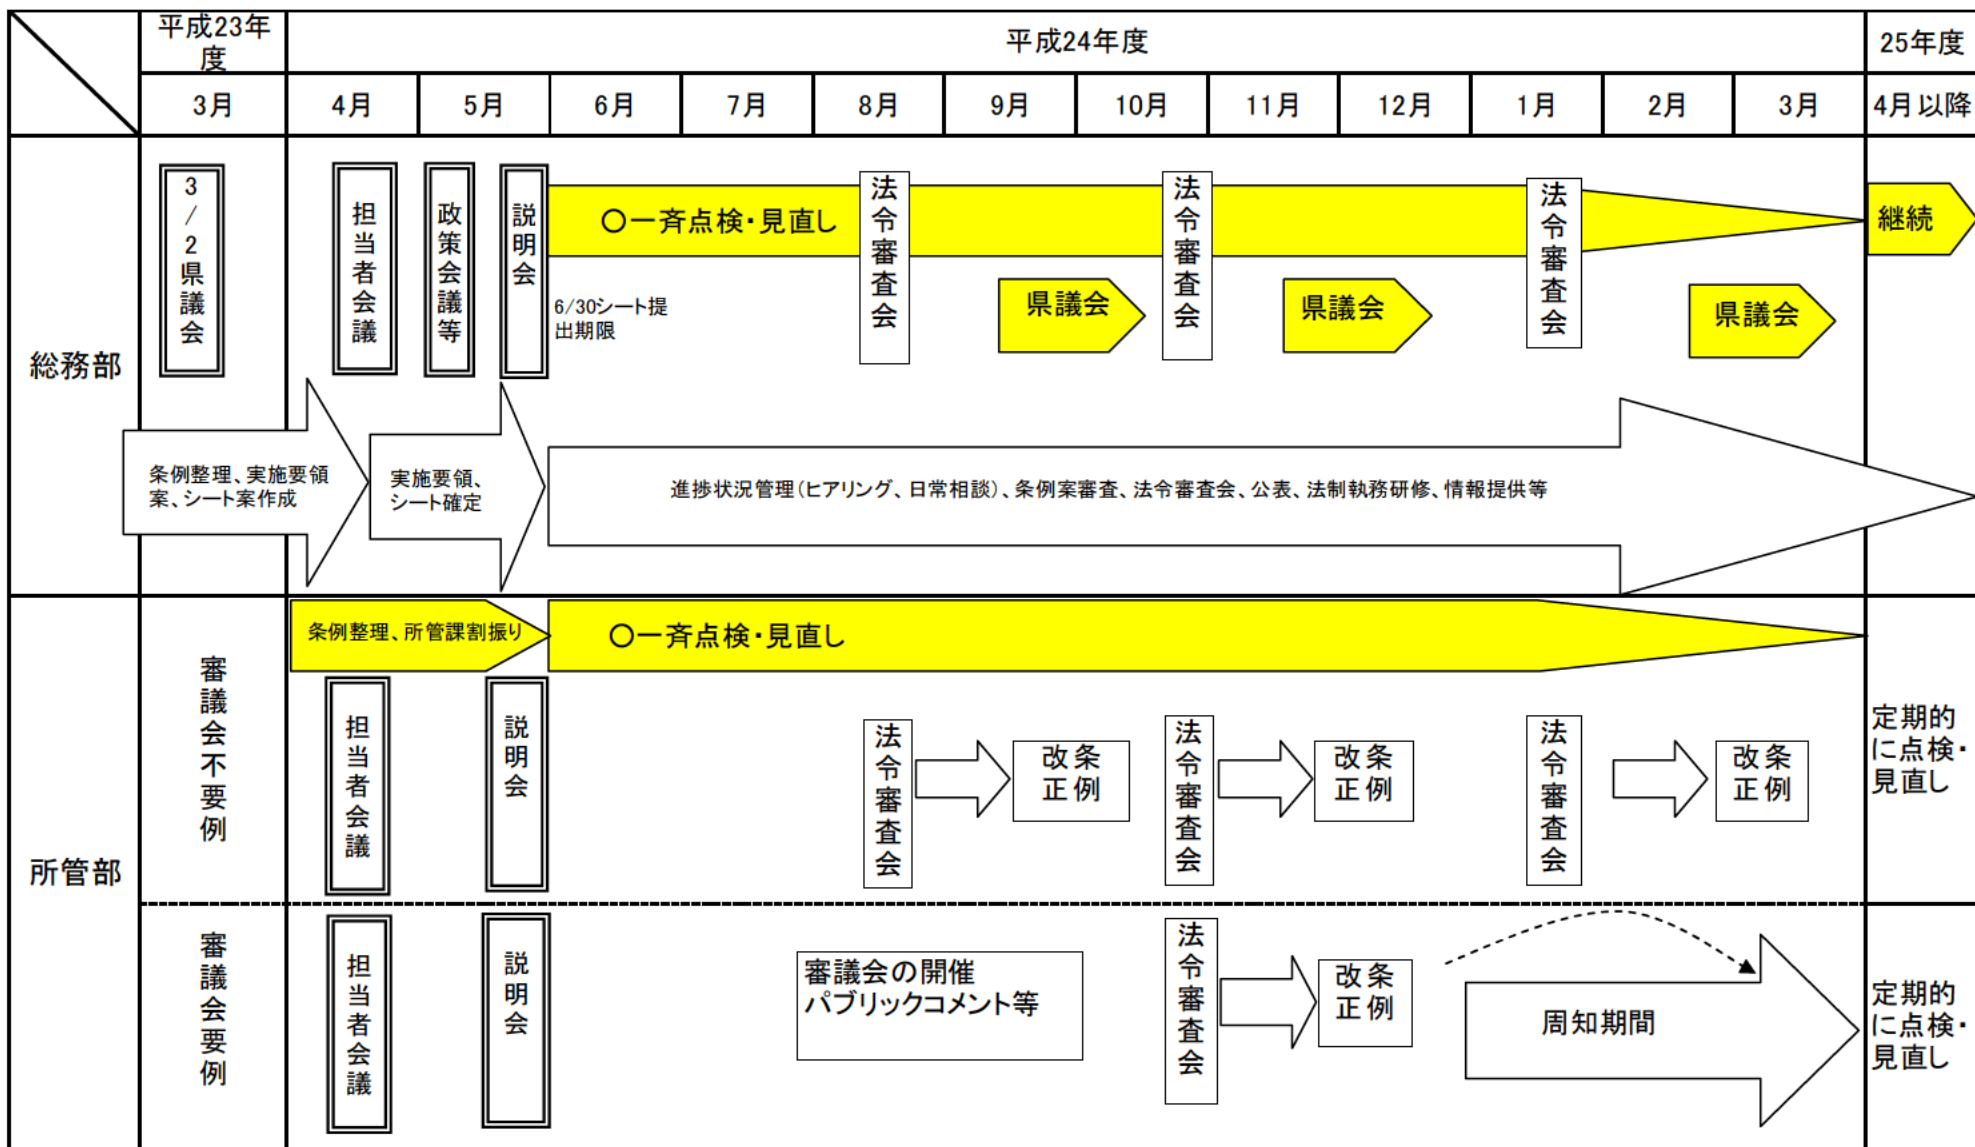 平成23年
度
平成24年度
25年度
3月
4月
5月
6月
7月
8月
9月
10月
11月
12月
1月
2月
3月
4月以降
総務部
3/2県議会
担当者会議
政策会議等
説明会
〇一斉点検・見直し
6/30シート提
出期限
法令審査会
県議会
法令審査会
県議会
法令審査会
県議会
継続
条例整理、実施要領
案、シート案作成
実施要領、
シート確定
進捗状況管理(ヒアリング、日常相談)、条例案審査、法令審査会、公表、法制執務研修、情報提供等
所管部
審議会不要例
条例整理、所管課割振り
〇一斉点検・見直し
担当者会議
説明会
法令審査会
改条
正例
法令審査会
改条
正例
法令審査会
改条
正例
定期的
に点検・
見直し
審議会要例
担当者会議
説明会
審議会の開催
パブリックコメント等
法令審査会
改条
正例
周知期間
定期的
に点検・
見直し